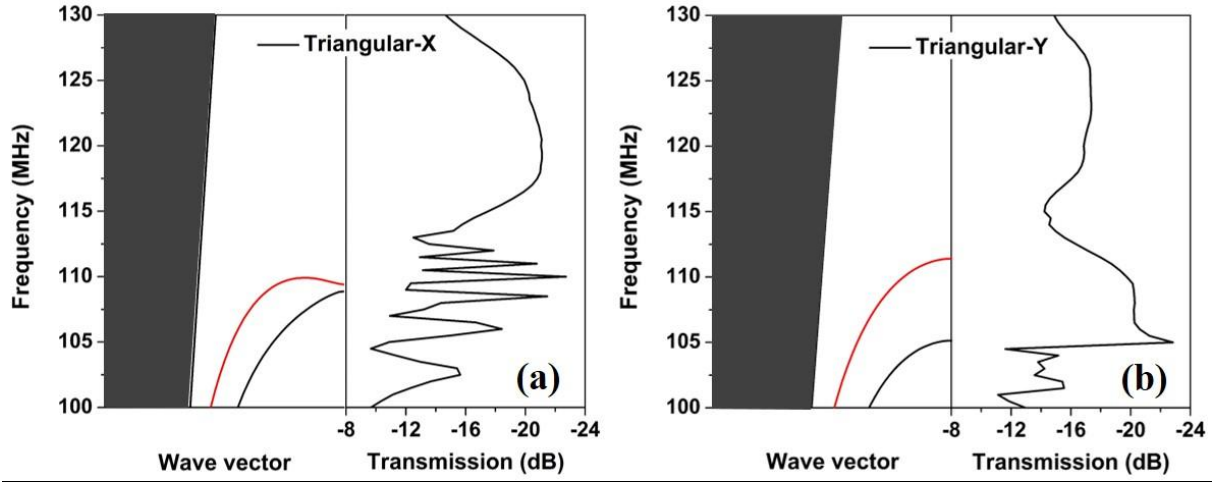 130
125
120
115
110
105
100
Frequency (MHz)
Triangular-X
(a)
-8 -12 -16 -20 -24
Wave vector Transmission (dB)
130
125
120
115
110
105
100
Frequency (MHz)
Triangular-Y
(b)
-8 -12 -16 -20 -24
Wave vector Transmission (dB)